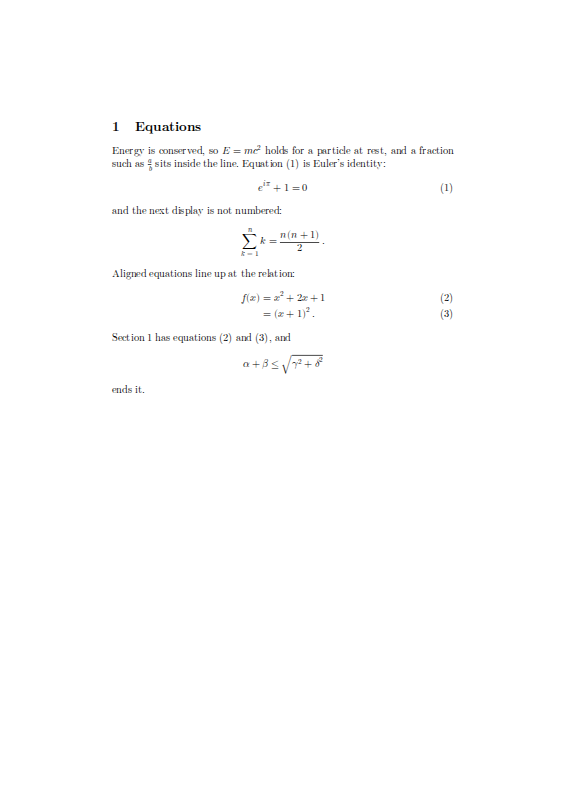 1 Equations
Energy is conserved, so E = mc² holds for a particle at rest, and a fraction
such as a/b sits inside the line. Equation (1) is Euler's identity:
e^{iπ} + 1 = 0 (1)
and the next display is not numbered:
∑_{k=1}^{n} k = n(n + 1)/2 .
Aligned equations line up at the relation:
f(x) = x² + 2x + 1 (2)
= (x + 1)² . (3)
Section 1 has equations (2) and (3), and
α + β ≤ √(γ² + δ²)
ends it.